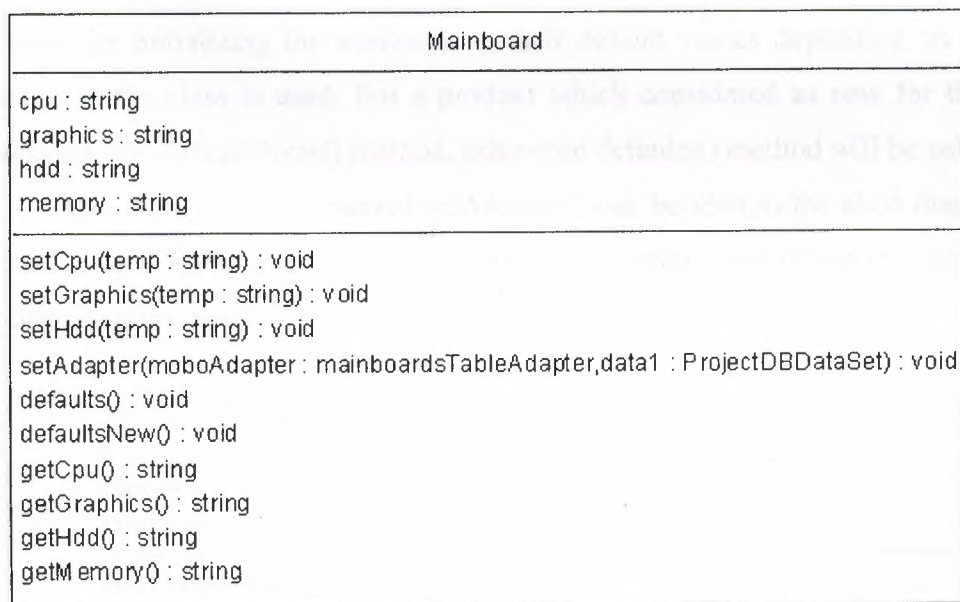 Mainboard
cpu : string
graphics : string
hdd : string
memory : string
setCpu(temp : string) : void
setGraphics(temp : string) : void
setHdd(temp : string) : void
setAdapter(moboAdapter : mainboardsTableAdapter,data1 : ProjectDBDataSet) : void
defaults() : void
defaultsNew() : void
getCpu() : string
getGraphics() : string
getHdd() : string
getMemory() : string